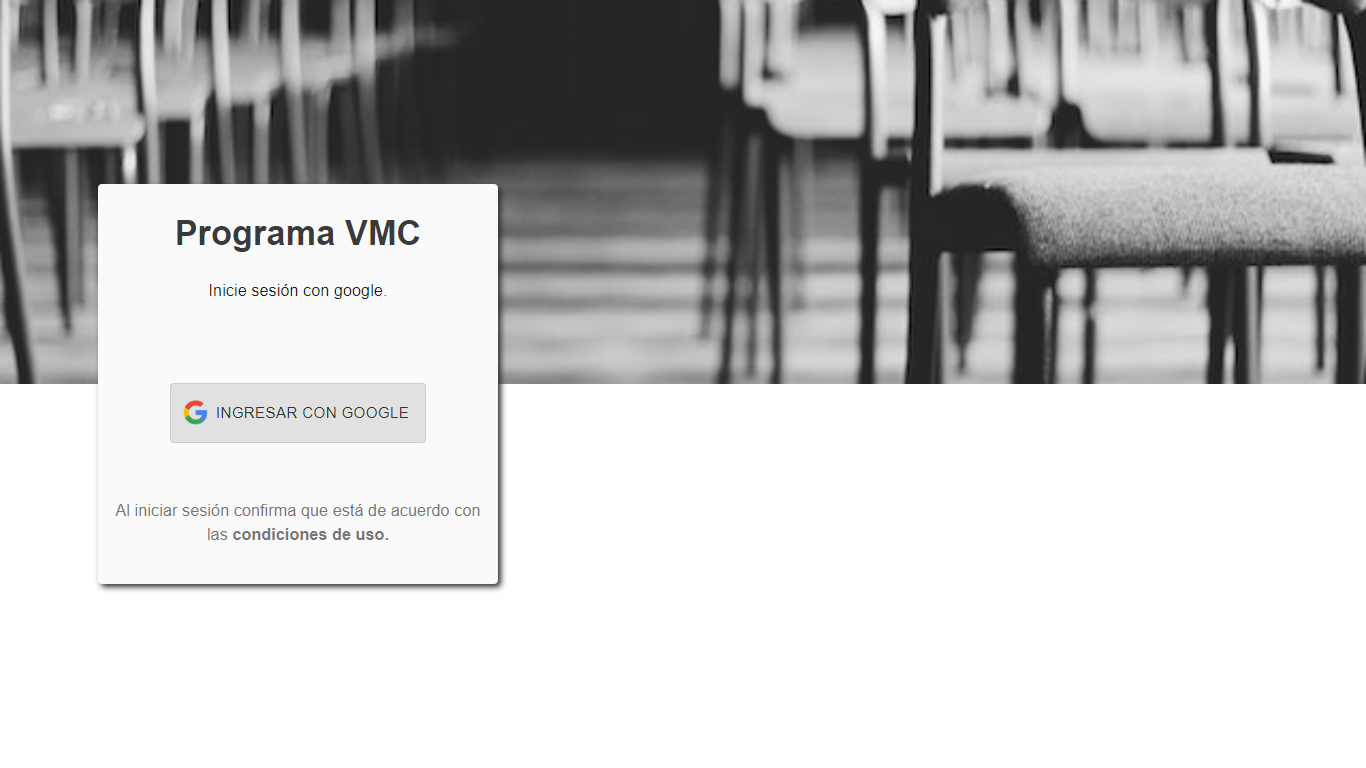 Programa VMC
Inicie sesión con google.
INGRESAR CON GOOGLE
Al iniciar sesión confirma que está de acuerdo con
las condiciones de uso.